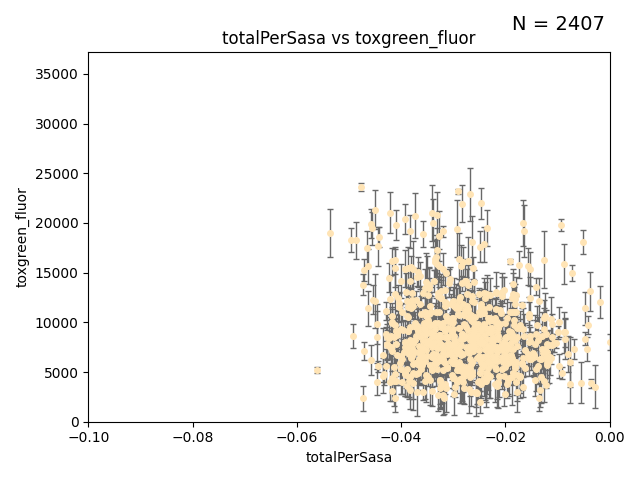 N = 2407
totalPerSasa vs toxgreen_fluor
35000
30000
25000
20000
15000
10000
5000
0
toxgreen_fluor
−0.10 −0.08 −0.06 −0.04 −0.02 0.00
totalPerSasa